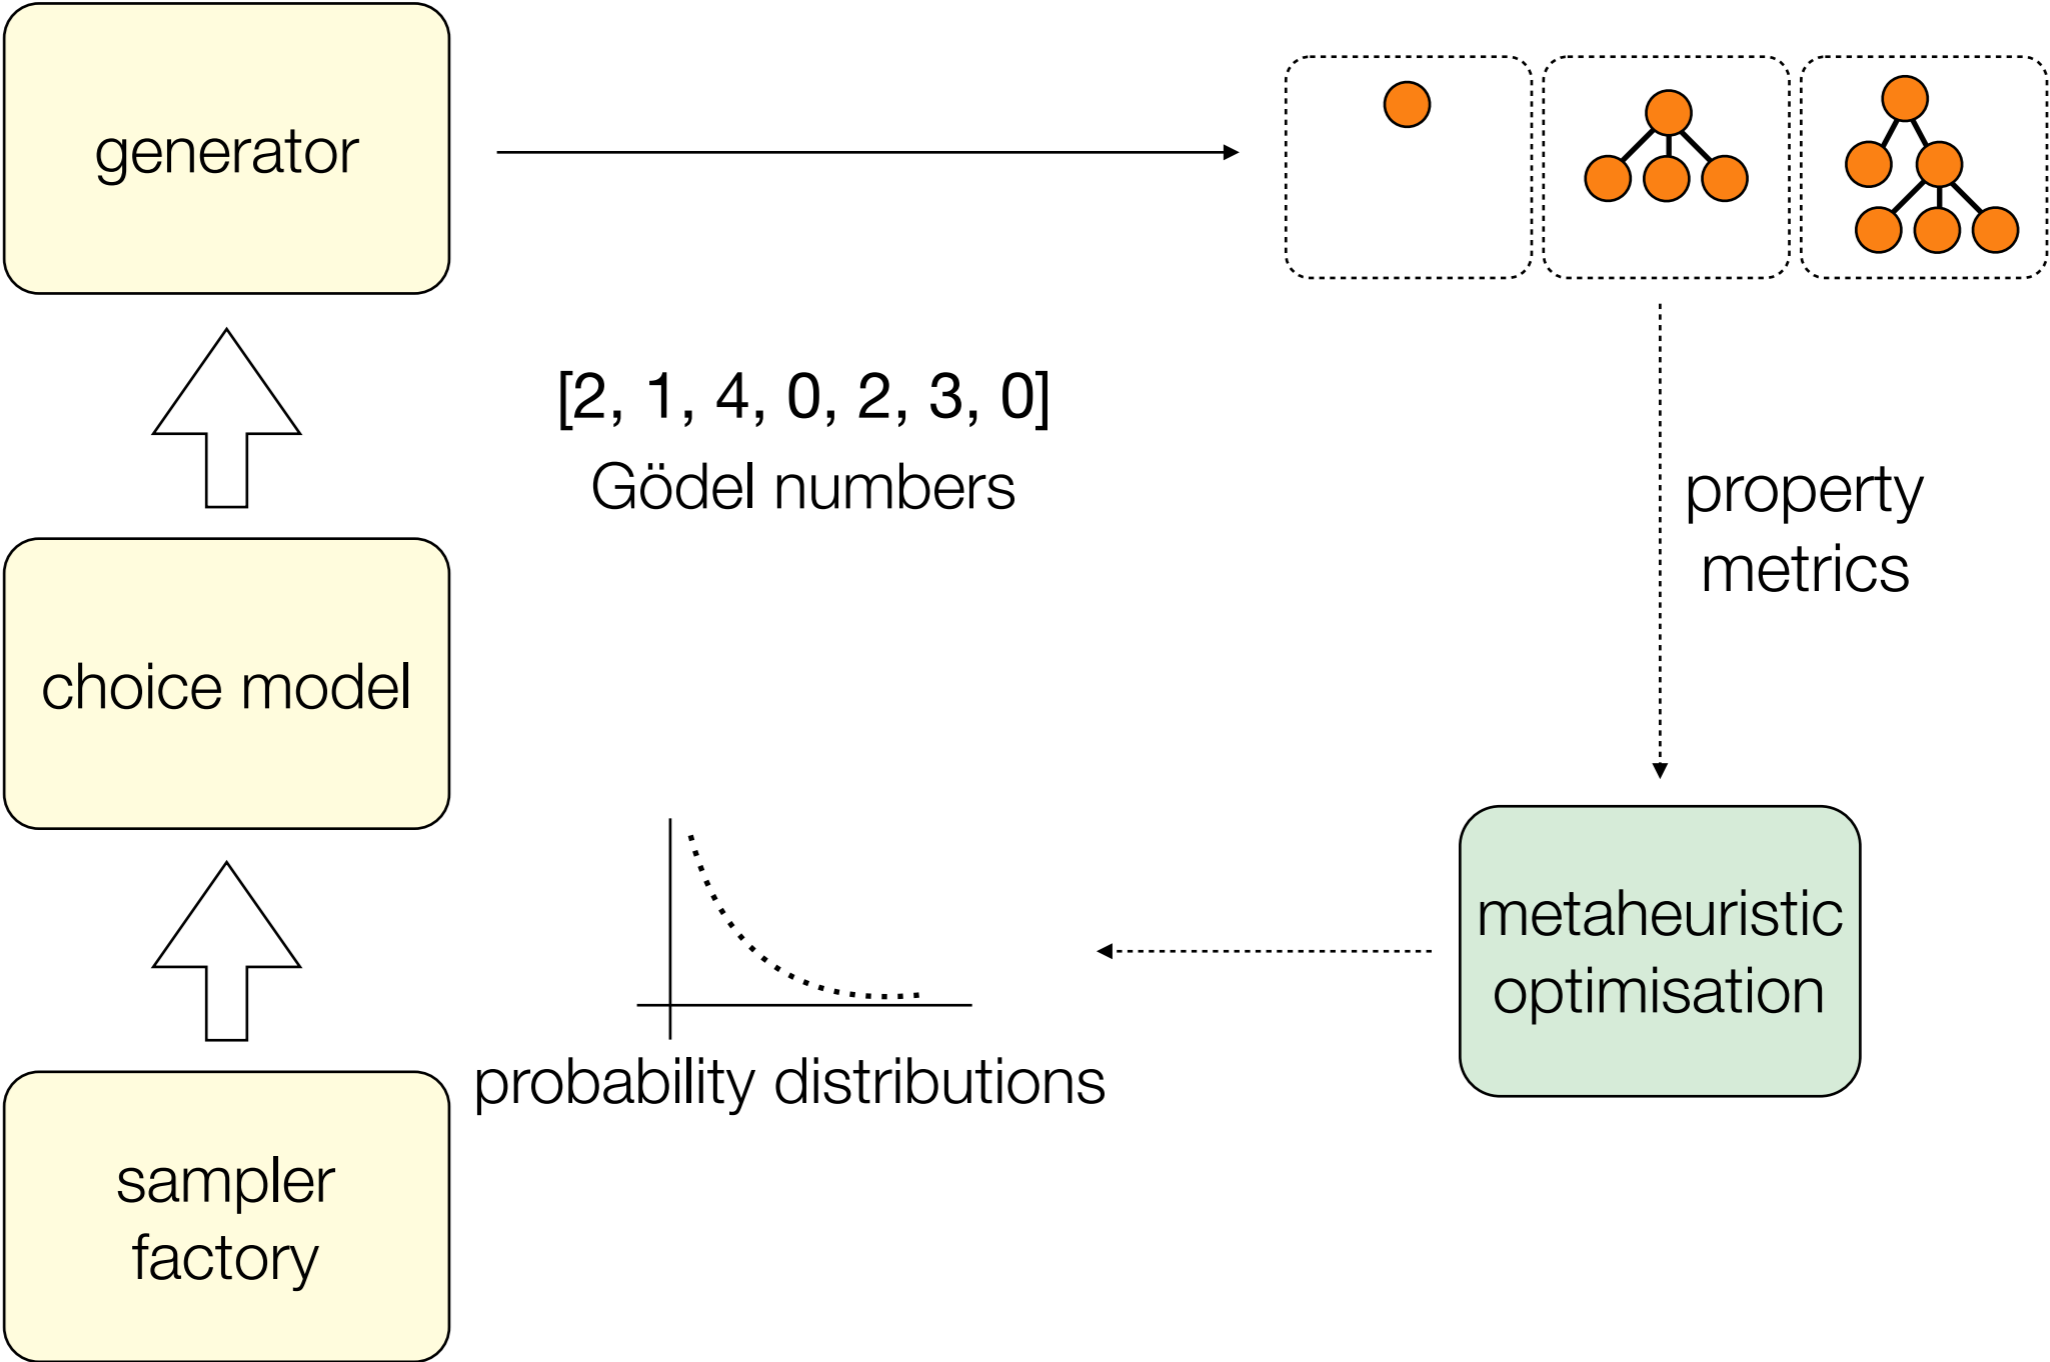 generator
[2, 1, 4, 0, 2, 3, 0]
Gödel numbers
property
metrics
choice model
metaheuristic
optimisation
probability distributions
sampler
factory